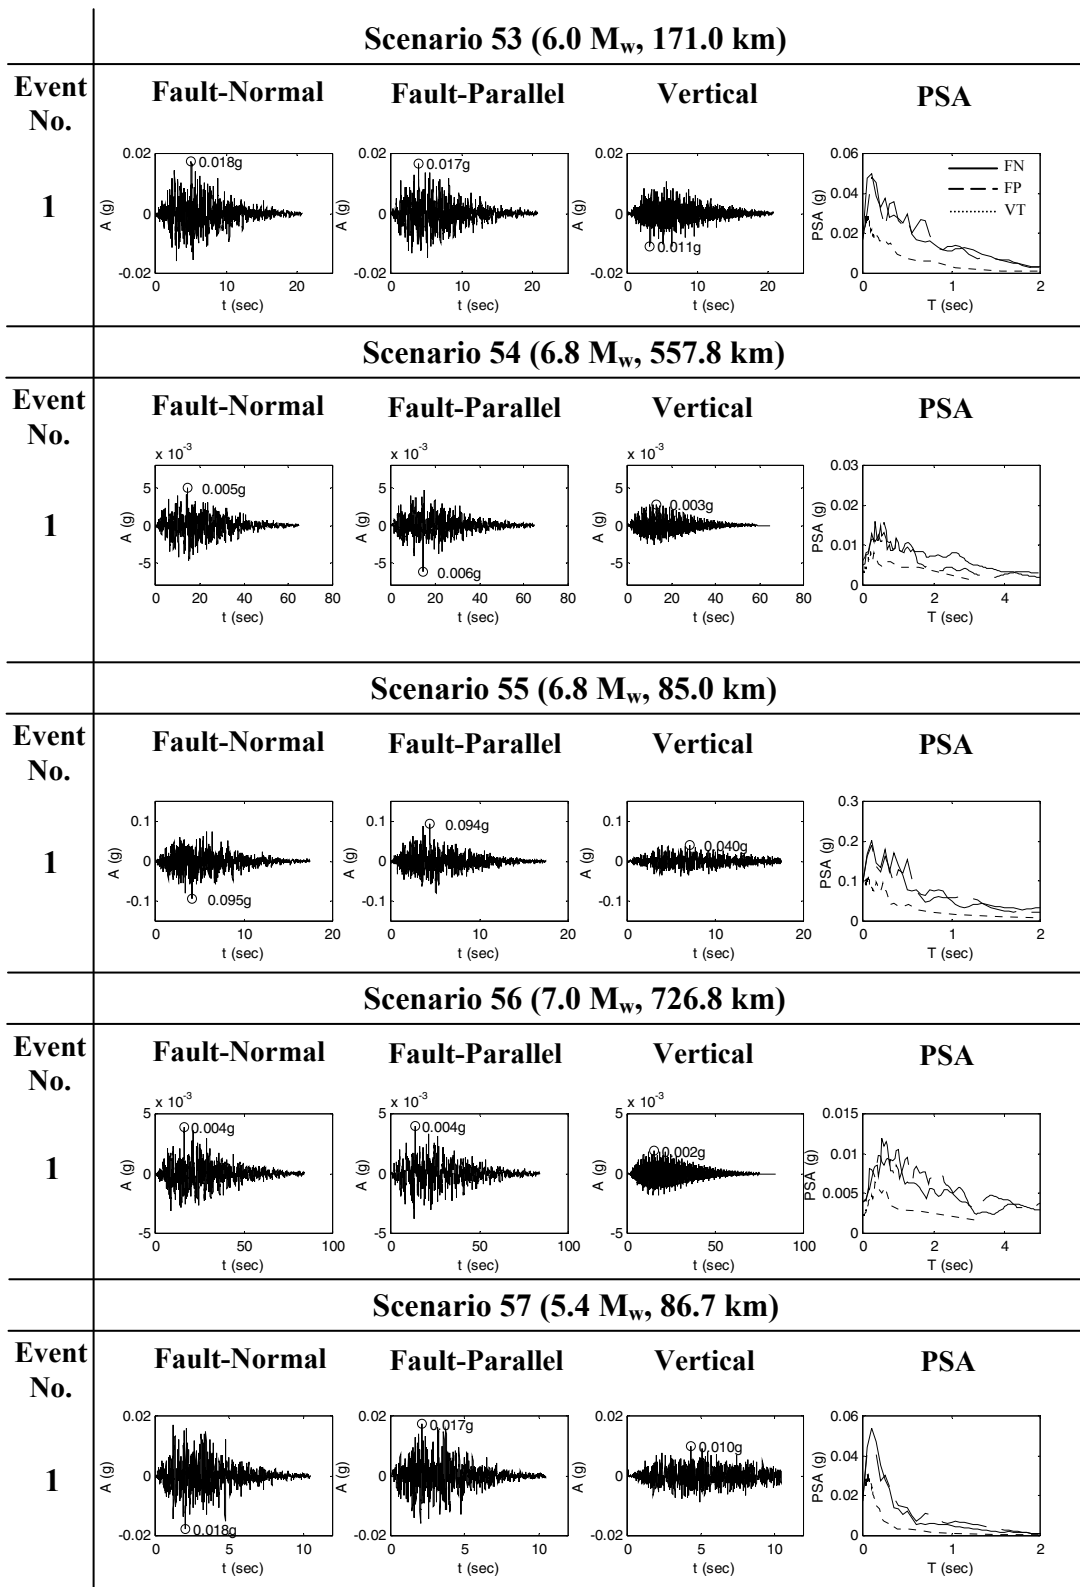 Scenario 53 (6.0 Mw, 171.0 km)
Event No.
Fault-Normal Fault-Parallel Vertical PSA
1
0.02 0 -0.02 A (g) 0.018g 0 10 20 t (sec)
0.02 0 -0.02 A (g) 0.017g 0 10 20 t (sec)
0.02 0 -0.02 A (g) 0.011g 0 10 20 t (sec)
0.06 0.04 0.02 0 PSA (g) FN FP VT 0 1 2 T (sec)
Scenario 54 (6.8 Mw, 557.8 km)
Event No.
Fault-Normal Fault-Parallel Vertical PSA
1
x 10-3 5 0 -5 A (g) 0.005g 0 20 40 60 80 t (sec)
x 10-3 5 0 -5 A (g) 0.006g 0 20 40 60 80 t (sec)
x 10-3 5 0 -5 A (g) 0.003g 0 20 40 60 80 t (sec)
0.03 0.02 0.01 0 PSA (g) 0 2 4 T (sec)
Scenario 55 (6.8 Mw, 85.0 km)
Event No.
Fault-Normal Fault-Parallel Vertical PSA
1
0.1 0 -0.1 A (g) 0.095g 0 10 20 t (sec)
0.1 0 -0.1 A (g) 0.094g 0 10 20 t (sec)
0.1 0 -0.1 A (g) 0.040g 0 10 20 t (sec)
0.3 0.2 0.1 0 PSA (g) 0 1 2 T (sec)
Scenario 56 (7.0 Mw, 726.8 km)
Event No.
Fault-Normal Fault-Parallel Vertical PSA
1
x 10-3 5 0 -5 A (g) 0.004g 0 50 100 t (sec)
x 10-3 5 0 -5 A (g) 0.004g 0 50 100 t (sec)
x 10-3 5 0 -5 A (g) 0.002g 0 50 100 t (sec)
0.015 0.01 0.005 0 PSA (g) 0 2 4 T (sec)
Scenario 57 (5.4 Mw, 86.7 km)
Event No.
Fault-Normal Fault-Parallel Vertical PSA
1
0.02 0 -0.02 A (g) 0.018g 0 5 10 t (sec)
0.02 0 -0.02 A (g) 0.017g 0 5 10 t (sec)
0.02 0 -0.02 A (g) 0.010g 0 5 10 t (sec)
0.06 0.04 0.02 0 PSA (g) 0 1 2 T (sec)